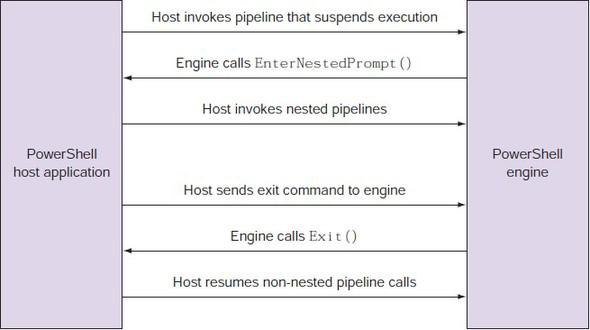 Host invokes pipeline that suspends execution
Engine calls EnterNestedPrompt()
Host invokes nested pipelines
PowerShell
host application
PowerShell
engine
Host sends exit command to engine
Engine calls Exit()
Host resumes non-nested pipeline calls